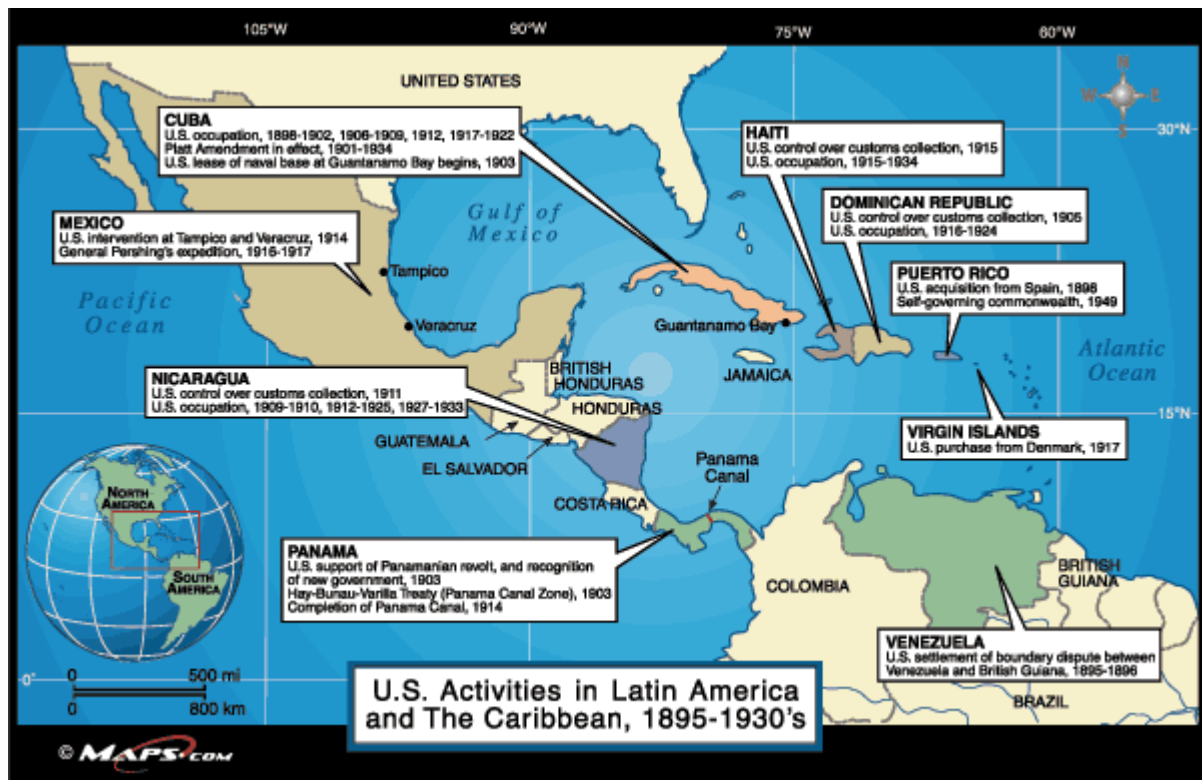 105°W
90°W
75°W
60°W
N
W E
S
UNITED STATES
30°N
CUBA
U.S. occupation, 1898-1902, 1906-1909, 1912, 1917-1922
Platt Amendment in effect, 1901-1934
U.S. lease of naval base at Guantanamo Bay begins, 1903
HAITI
U.S. control over customs collection, 1915
U.S. occupation, 1915-1934
DOMINICAN REPUBLIC
U.S. control over customs collection, 1905
U.S. occupation, 1916-1924
MEXICO
U.S. intervention at Tampico and Veracruz, 1914
General Pershing's expedition, 1916-1917
Gulf of
Mexico
PUERTO RICO
U.S. acquisition from Spain, 1898
Self-governing commonwealth, 1949
Tampico
Pacific
Ocean
Veracruz
Guantanamo Bay
Atlantic
Ocean
JAMAICA
BRITISH
HONDURAS
NICARAGUA
U.S. control over customs collection, 1911
U.S. occupation, 1909-1910, 1912-1925, 1927-1933
HONDURAS
15°N
GUATEMALA
EL SALVADOR
VIRGIN ISLANDS
U.S. purchase from Denmark, 1917
Panama
Canal
COSTA RICA
NORTH
AMERICA
SOUTH
AMERICA
PANAMA
U.S. support of Panamanian revolt, and recognition
of new government, 1903
Hay-Bunau-Varilla Treaty (Panama Canal Zone), 1903
Completion of Panama Canal, 1914
COLOMBIA
BRITISH
GUIANA
VENEZUELA
U.S. settlement of boundary dispute between
Venezuela and British Guiana, 1895-1896
BRAZIL
0 500 mi
0 800 km
0°
U.S. Activities in Latin America
and The Caribbean, 1895-1930's
© MAPS.COM